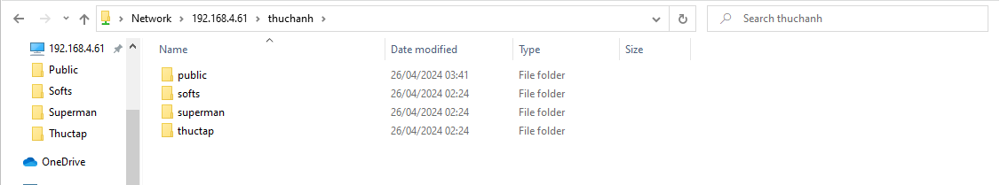 Network > 192.168.4.61 > thuchanh >
Search thuchanh
192.168.4.61
Public
Softs
Superman
Thuctap
OneDrive
Name Date modified Type Size
public 26/04/2024 03:41 File folder
softs 26/04/2024 02:24 File folder
superman 26/04/2024 02:24 File folder
thuctap 26/04/2024 02:24 File folder